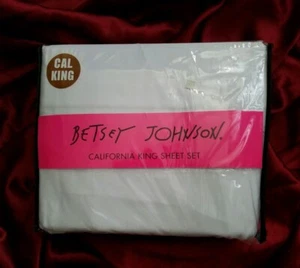 CAL
KING
BETSEY JOHNSON.
CALIFORNIA KING SHEET SET